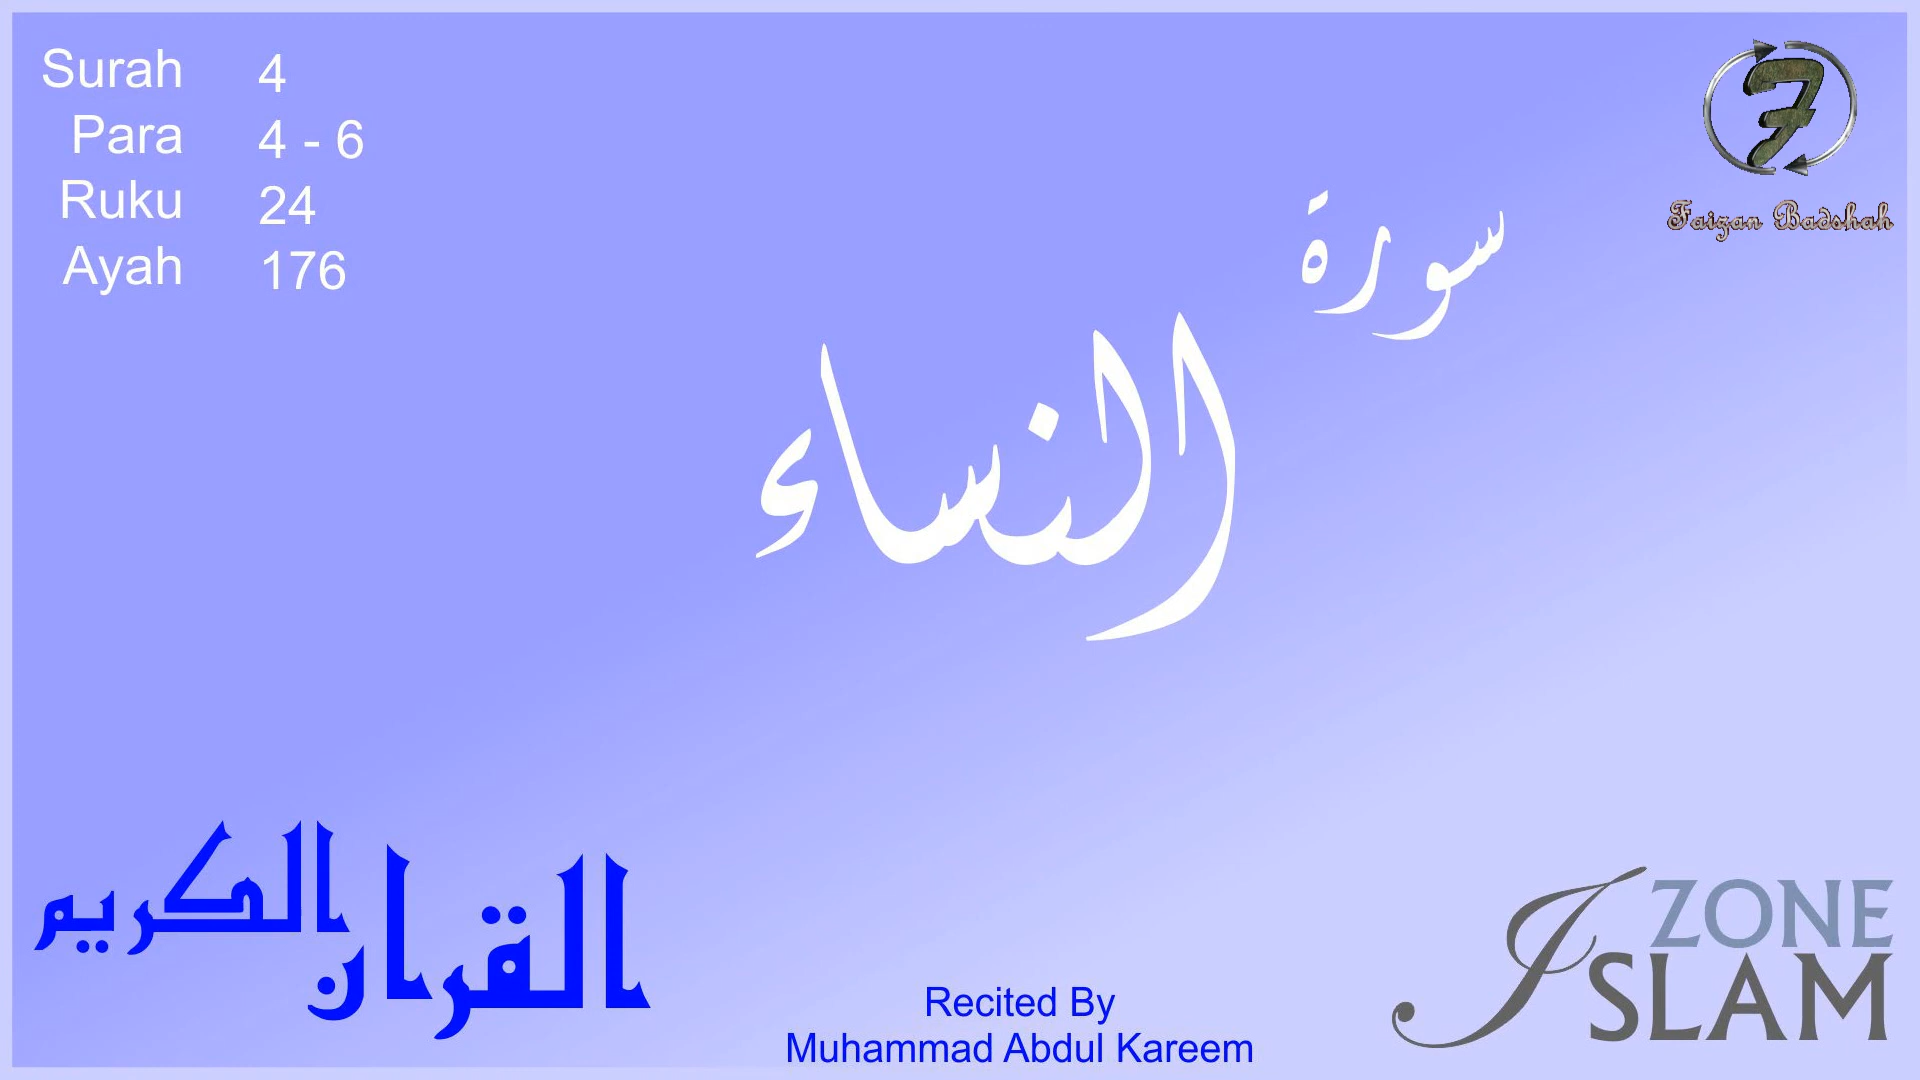 Surah 4
Para 4 - 6
Ruku 24
Ayah 176
Faizan Badshah
سورة
النساء
القران
الكريم
Recited By
Muhammad Abdul Kareem
ZONE
ISLAM